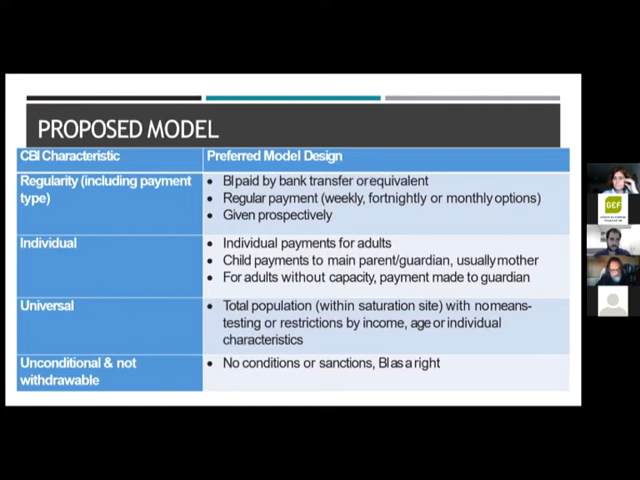 PROPOSED MODEL
CBI Characteristic
Preferred Model Design
Regularity (including payment
type)
• BI paid by bank transfer or equivalent
• Regular payment (weekly, fortnightly or monthly options)
• Given prospectively
Individual
• Individual payments for adults
• Child payments to main parent/guardian, usually mother
• For adults without capacity, payment made to guardian
Universal
• Total population (within saturation site) with no means-
testing or restrictions by income, age or individual
characteristics
Unconditional & not
withdrawable
• No conditions or sanctions, BI as a right
GEF